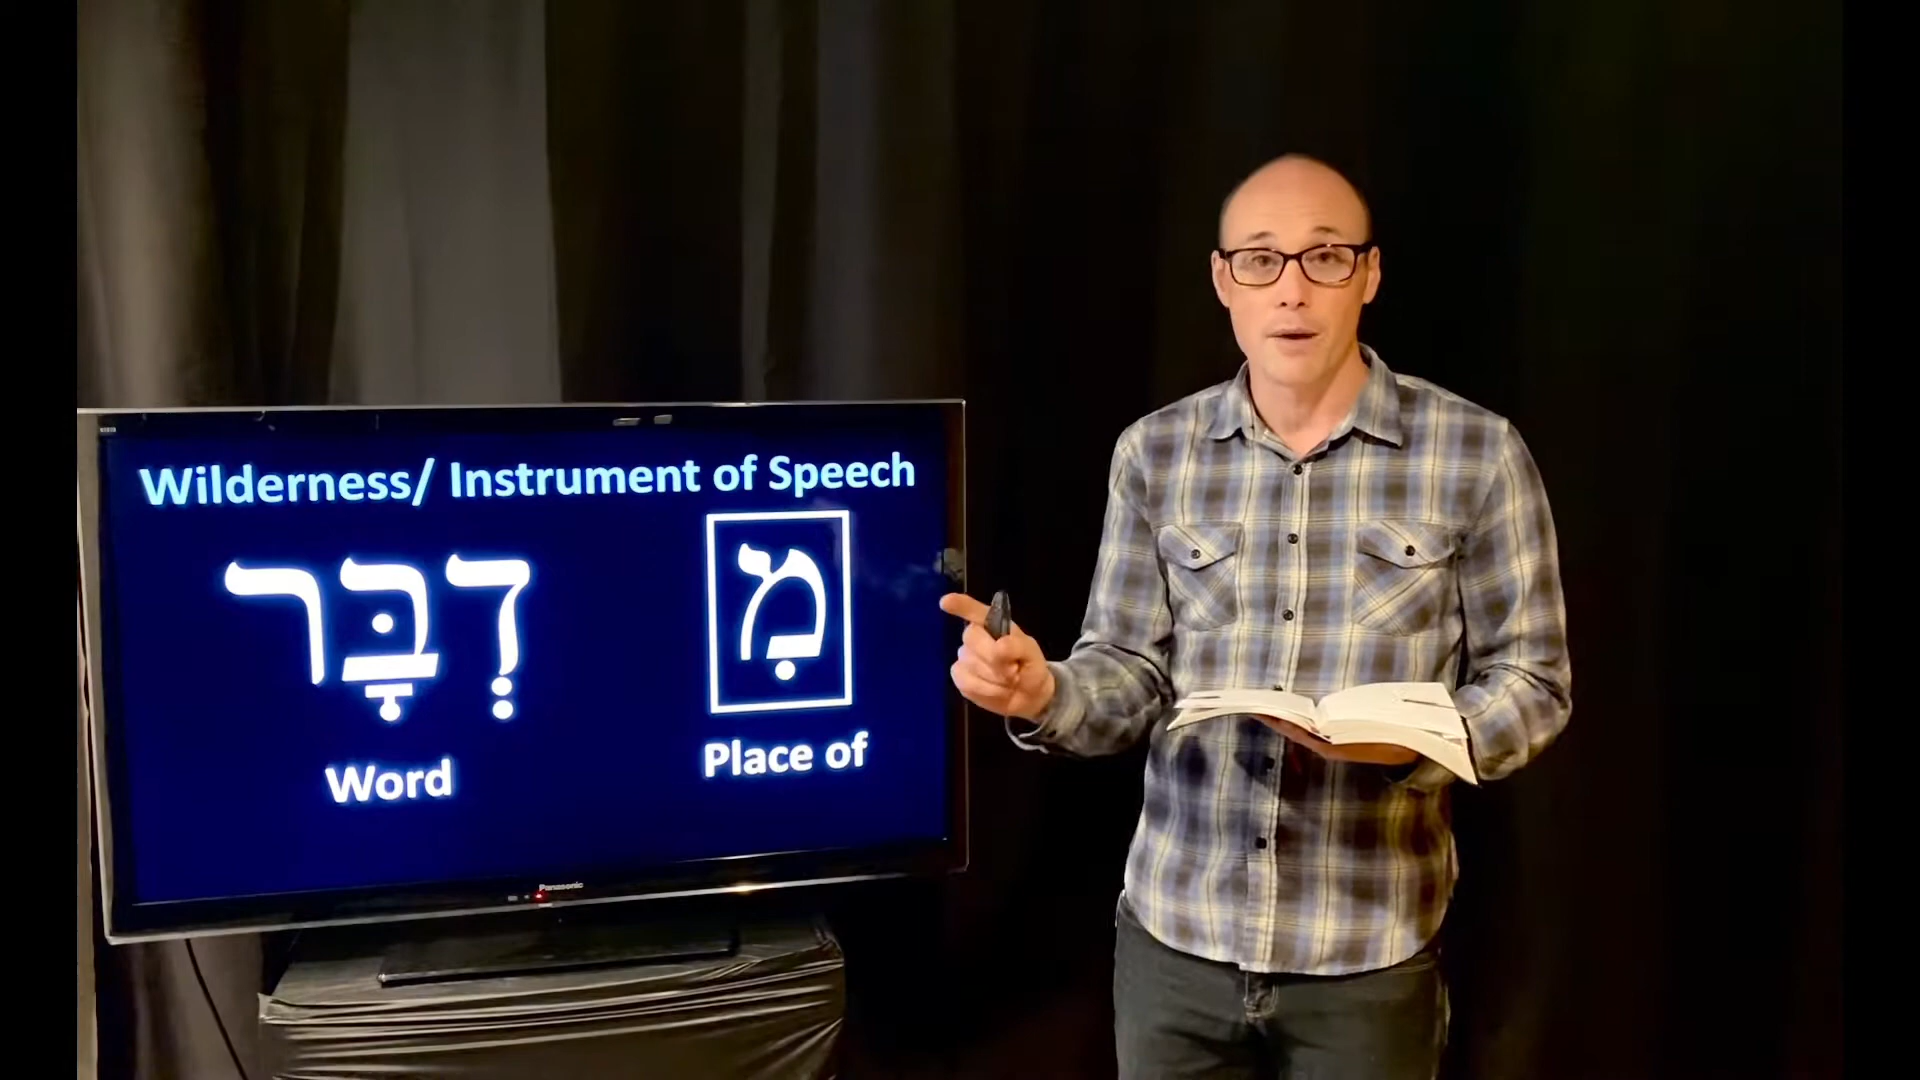 Wilderness/ Instrument of Speech
מִ דְבָּר
Place of
Word
Panasonic